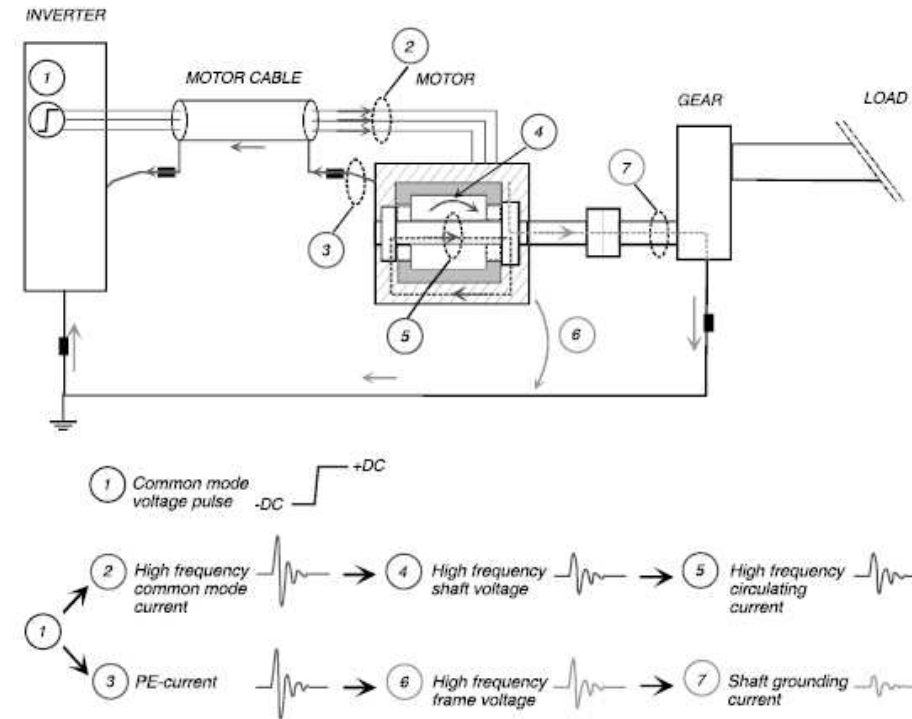 INVERTER
1
MOTOR CABLE
2
MOTOR
GEAR
LOAD
4
7
3
5
6
1 Common mode
voltage pulse
-DC
+DC
2 High frequency
common mode
current
4 High frequency
shaft voltage
5 High frequency
circulating
current
1
3 PE-current
6 High frequency
frame voltage
7 Shaft grounding
current